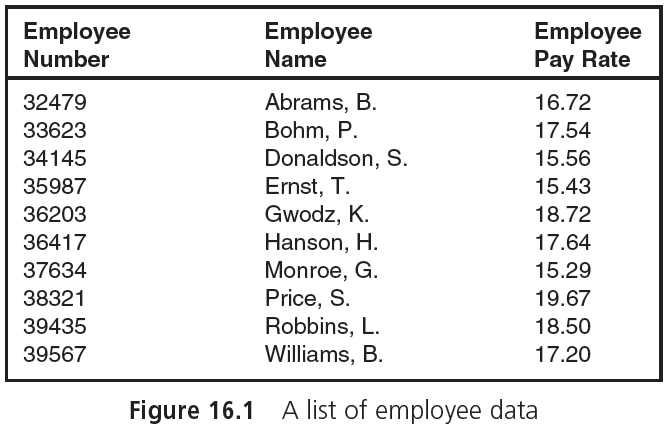 Employee Employee Employee
Number Name Pay Rate
32479 Abrams, B. 16.72
33623 Bohm, P. 17.54
34145 Donaldson, S. 15.56
35987 Ernst, T. 15.43
36203 Gwodz, K. 18.72
36417 Hanson, H. 17.64
37634 Monroe, G. 15.29
38321 Price, S. 19.67
39435 Robbins, L. 18.50
39567 Williams, B. 17.20
Figure 16.1 A list of employee data